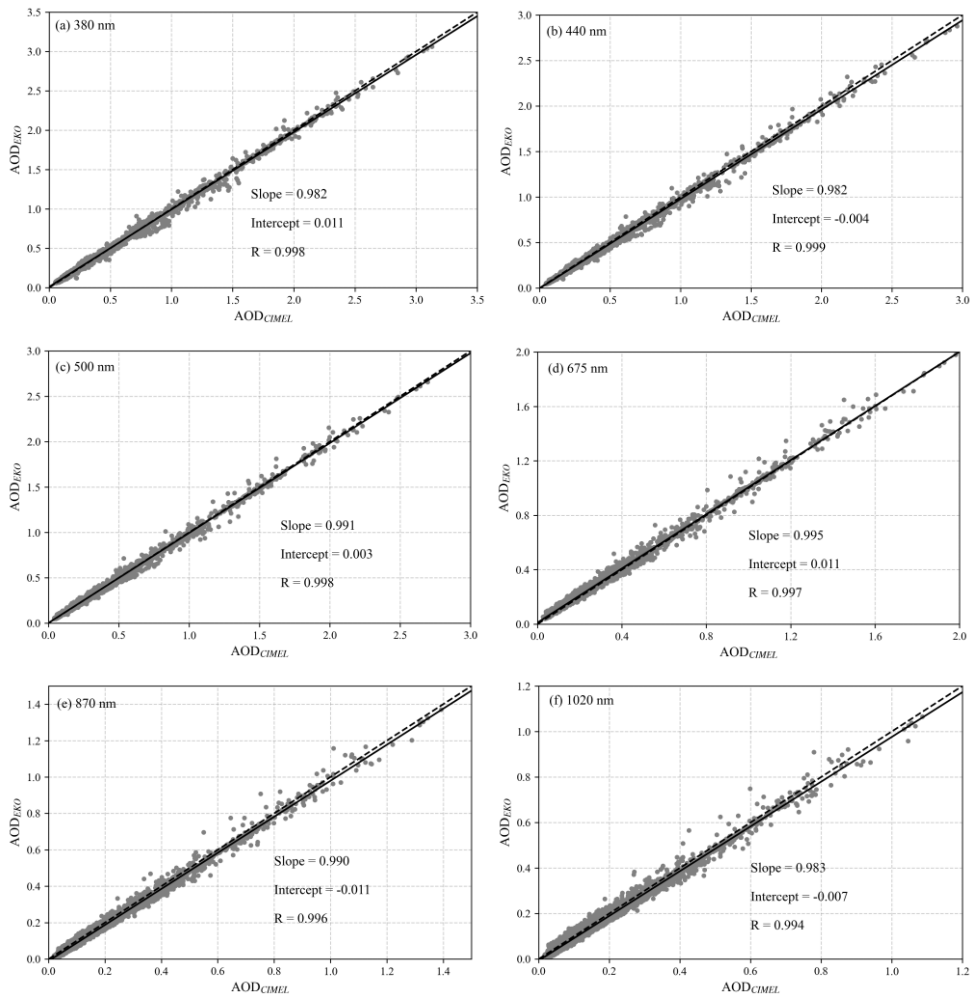 (a) 380 nm
3.5
3.0
2.5
2.0
1.5
1.0
0.5
0.0
AOD_EKO
Slope = 0.982
Intercept = 0.011
R = 0.998
0.0 0.5 1.0 1.5 2.0 2.5 3.0 3.5
AOD_CIMEL
(b) 440 nm
3.0
2.5
2.0
1.5
1.0
0.5
0.0
AOD_EKO
Slope = 0.982
Intercept = -0.004
R = 0.999
0.0 0.5 1.0 1.5 2.0 2.5 3.0
AOD_CIMEL
(c) 500 nm
3.0
2.5
2.0
1.5
1.0
0.5
0.0
AOD_EKO
Slope = 0.991
Intercept = 0.003
R = 0.998
0.0 0.5 1.0 1.5 2.0 2.5 3.0
AOD_CIMEL
(d) 675 nm
2.0
1.6
1.2
0.8
0.4
0.0
AOD_EKO
Slope = 0.995
Intercept = 0.011
R = 0.997
0.0 0.4 0.8 1.2 1.6 2.0
AOD_CIMEL
(e) 870 nm
1.4
1.2
1.0
0.8
0.6
0.4
0.2
0.0
AOD_EKO
Slope = 0.990
Intercept = -0.011
R = 0.996
0.0 0.2 0.4 0.6 0.8 1.0 1.2 1.4
AOD_CIMEL
(f) 1020 nm
1.2
1.0
0.8
0.6
0.4
0.2
0.0
AOD_EKO
Slope = 0.983
Intercept = -0.007
R = 0.994
0.0 0.2 0.4 0.6 0.8 1.0 1.2
AOD_CIMEL